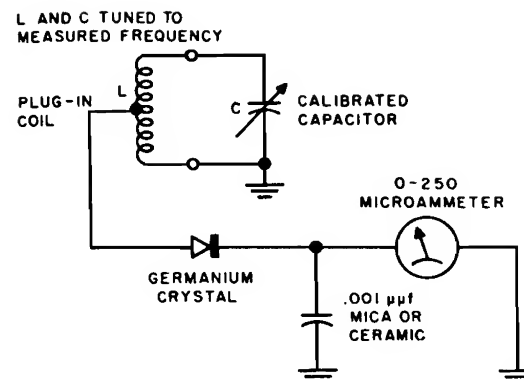 L AND C TUNED TO
MEASURED FREQUENCY
L
PLUG-IN
COIL
C
CALIBRATED
CAPACITOR
0-250
MICROAMMETER
GERMANIUM
CRYSTAL
.001 µµf
MICA OR
CERAMIC